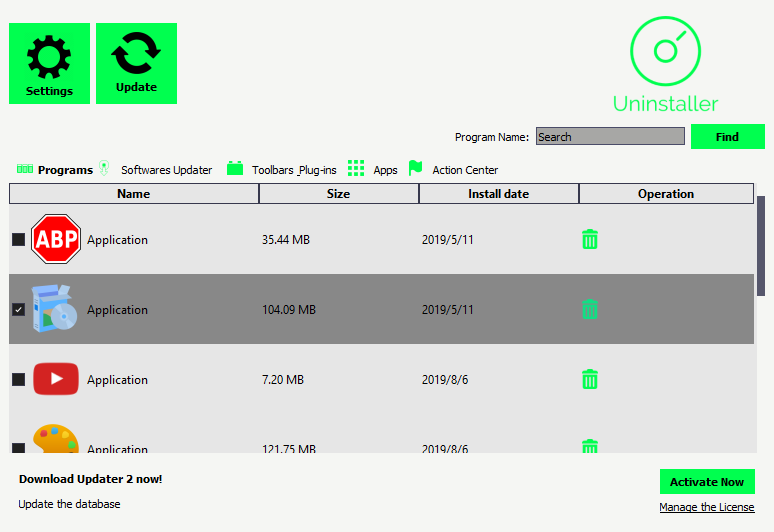 Settings
Update
Uninstaller
Program Name: Search Find
Programs Softwares Updater Toolbars _Plug-ins Apps Action Center
Name Size Install date Operation
ABP Application 35.44 MB 2019/5/11
Application 104.09 MB 2019/5/11
Application 7.20 MB 2019/8/6
Application 121.75 MB 2019/8/6
Download Updater 2 now!
Activate Now
Update the database
Manage the License